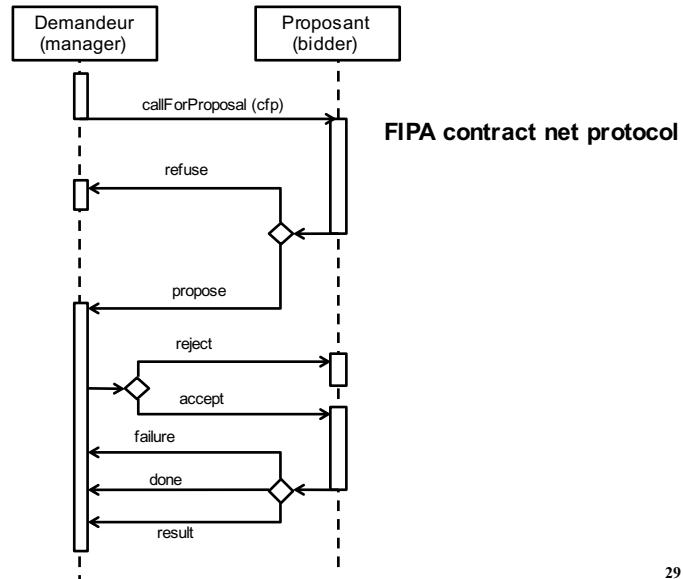 Demandeur
(manager)
Proposant
(bidder)
callForProposal (cfp)
FIPA contract net protocol
refuse
propose
reject
accept
failure
done
result
29